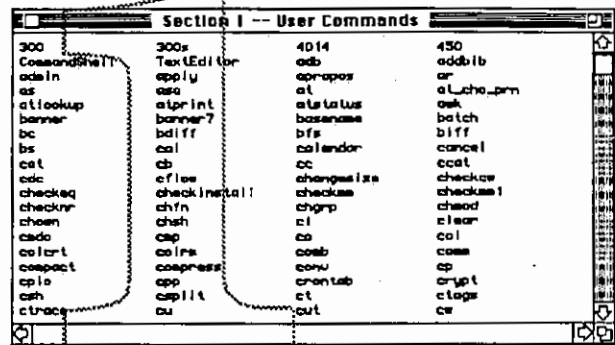 Section 1 -- User Commands
300 300s 4014 450
CommandShell TextEditor adb addbib
admin apply apropos ar
as asa at at_cho_prn
atlookup atprint atstatus awk
banner banner7 basename batch
bc bdiff bfs biff
bs cal calendar cancel
cat cb cc ccat
cdc cflow changesize checkcw
checkeq checkinstall checkmm checkmm1
checknr chfn chgrp chmod
chown chsh ci clear
cmdo cmp co col
colcrt colrm comb comm
compact compress conv cp
cpio cpp crontab crypt
csh csplit ct ctags
ctrace cu cut cw